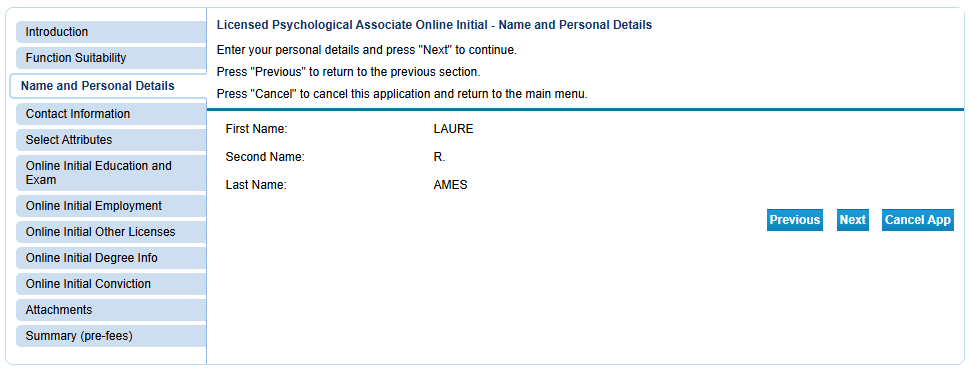 Introduction
Function Suitability
Name and Personal Details
Contact Information
Select Attributes
Online Initial Education and
Exam
Online Initial Employment
Online Initial Other Licenses
Online Initial Degree Info
Online Initial Conviction
Attachments
Summary (pre-fees)
Licensed Psychological Associate Online Initial - Name and Personal Details
Enter your personal details and press "Next" to continue.
Press "Previous" to return to the previous section.
Press "Cancel" to cancel this application and return to the main menu.
First Name: LAURE
Second Name: R.
Last Name: AMES
Previous Next Cancel App